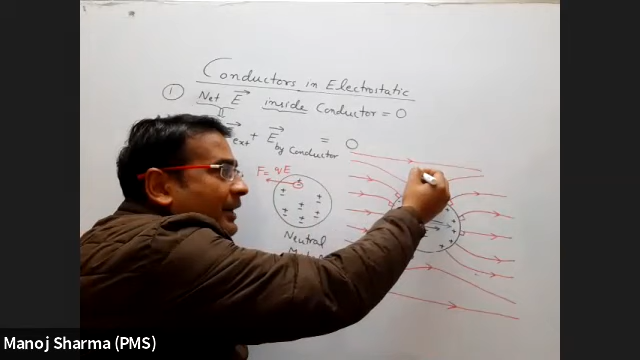 Conductors in Electrostatic
① Net E⃗ inside Conductor = 0
E⃗ext + E⃗by Conductor = 0
F = qE
Neutral
Manoj Sharma (PMS)